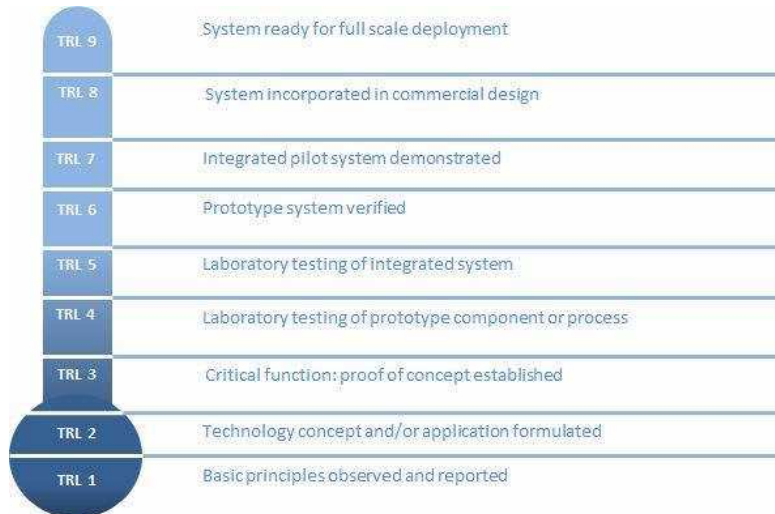 TRL 9 System ready for full scale deployment
TRL 8 System incorporated in commercial design
TRL 7 Integrated pilot system demonstrated
TRL 6 Prototype system verified
TRL 5 Laboratory testing of integrated system
TRL 4 Laboratory testing of prototype component or process
TRL 3 Critical function: proof of concept established
TRL 2 Technology concept and/or application formulated
TRL 1 Basic principles observed and reported